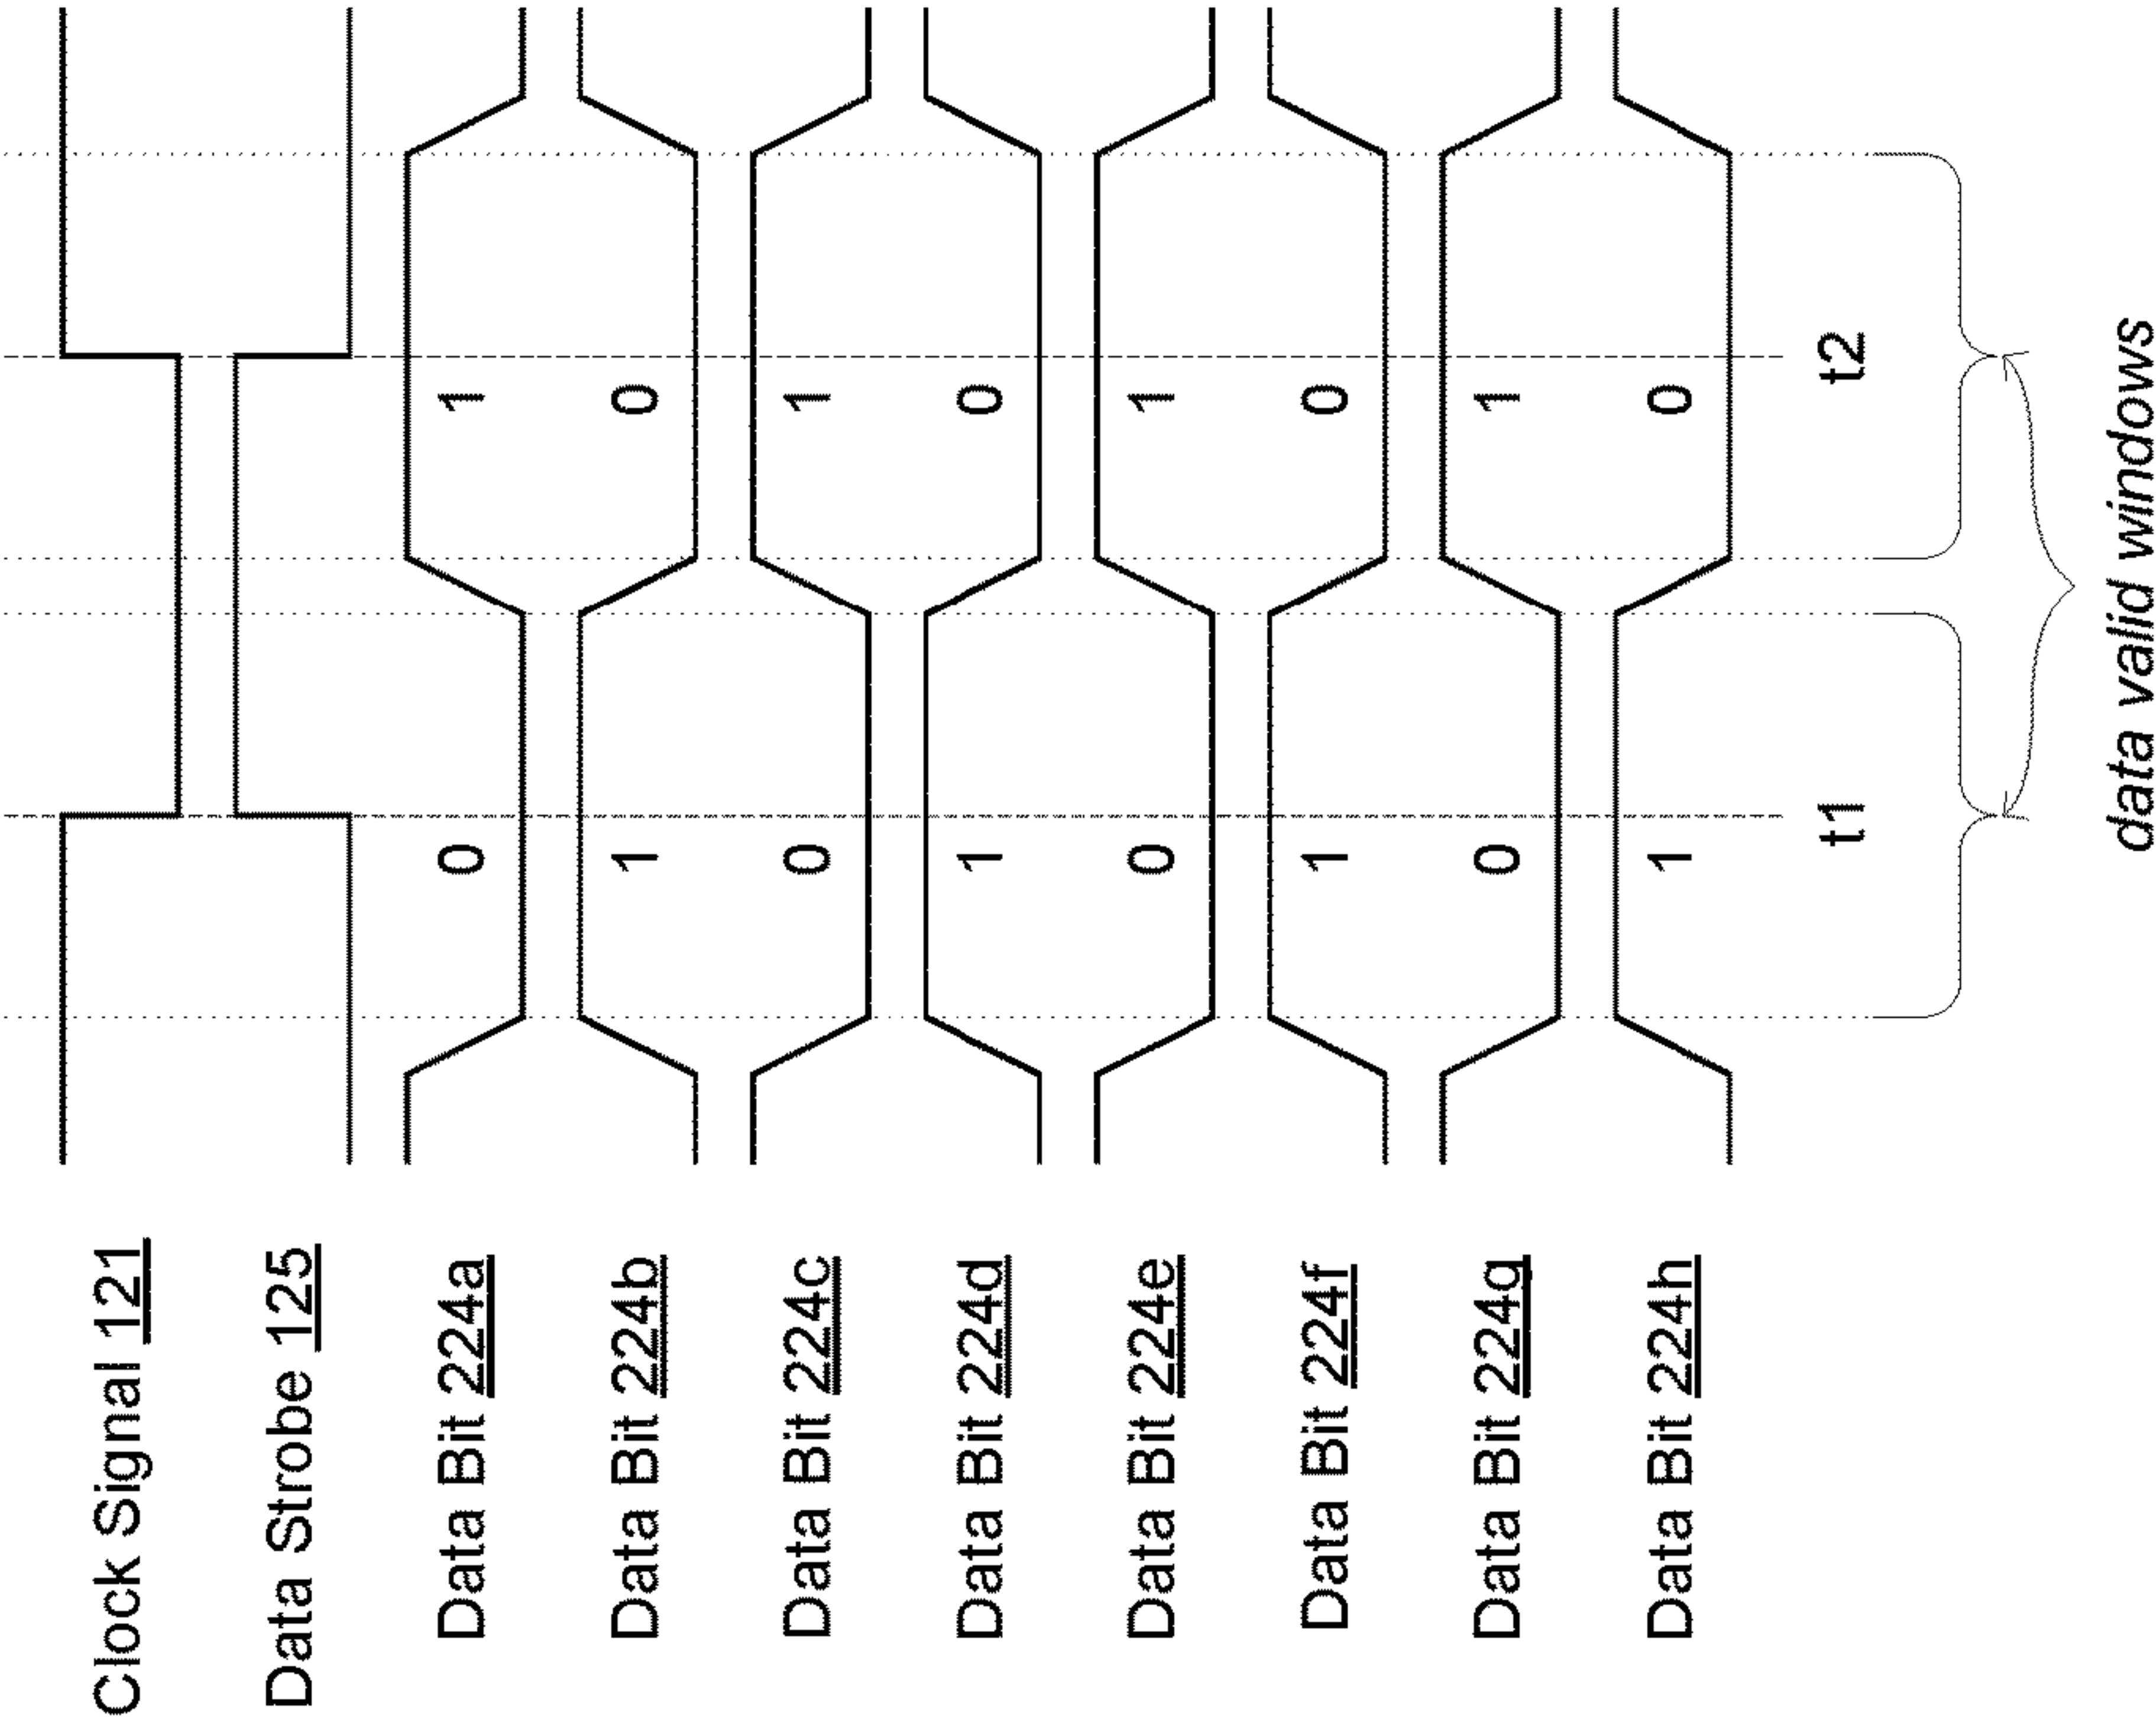 Clock Signal 121
Data Strobe 125
Data Bit 224a 0 1
Data Bit 224b 1 0
Data Bit 224c 0 1
Data Bit 224d 1 0
Data Bit 224e 0 1
Data Bit 224f 1 0
Data Bit 224g 0 1
Data Bit 224h 1 0
t1 t2
data valid windows